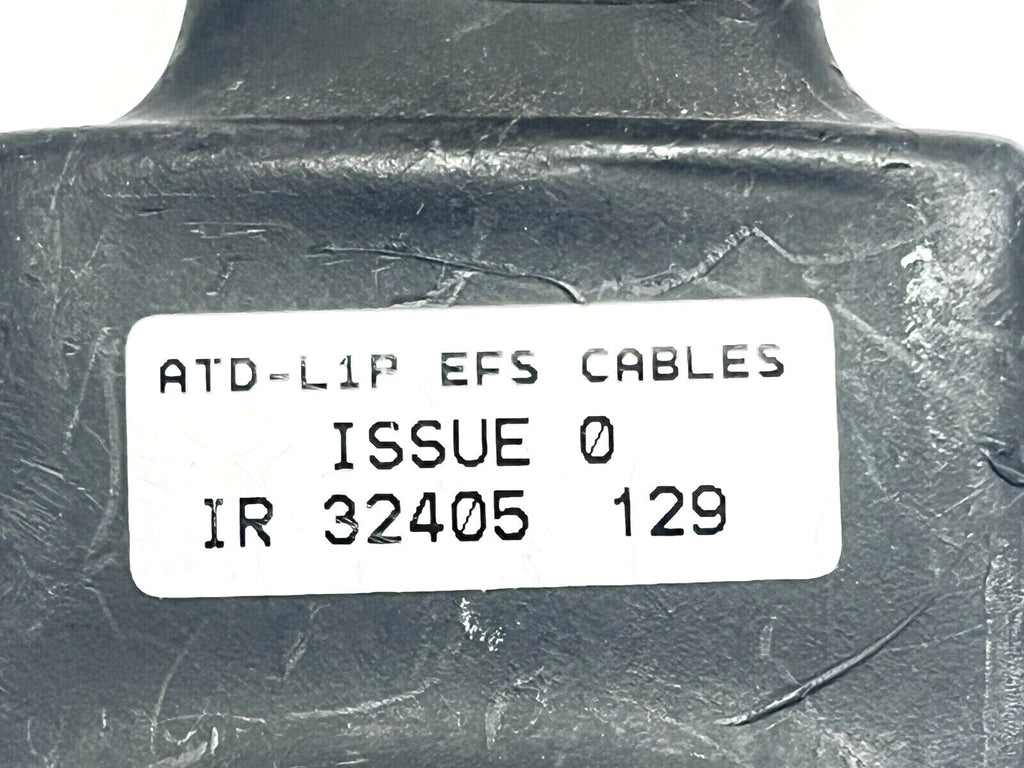 ATD-L1P EFS CABLES
ISSUE 0
IR 32405 129